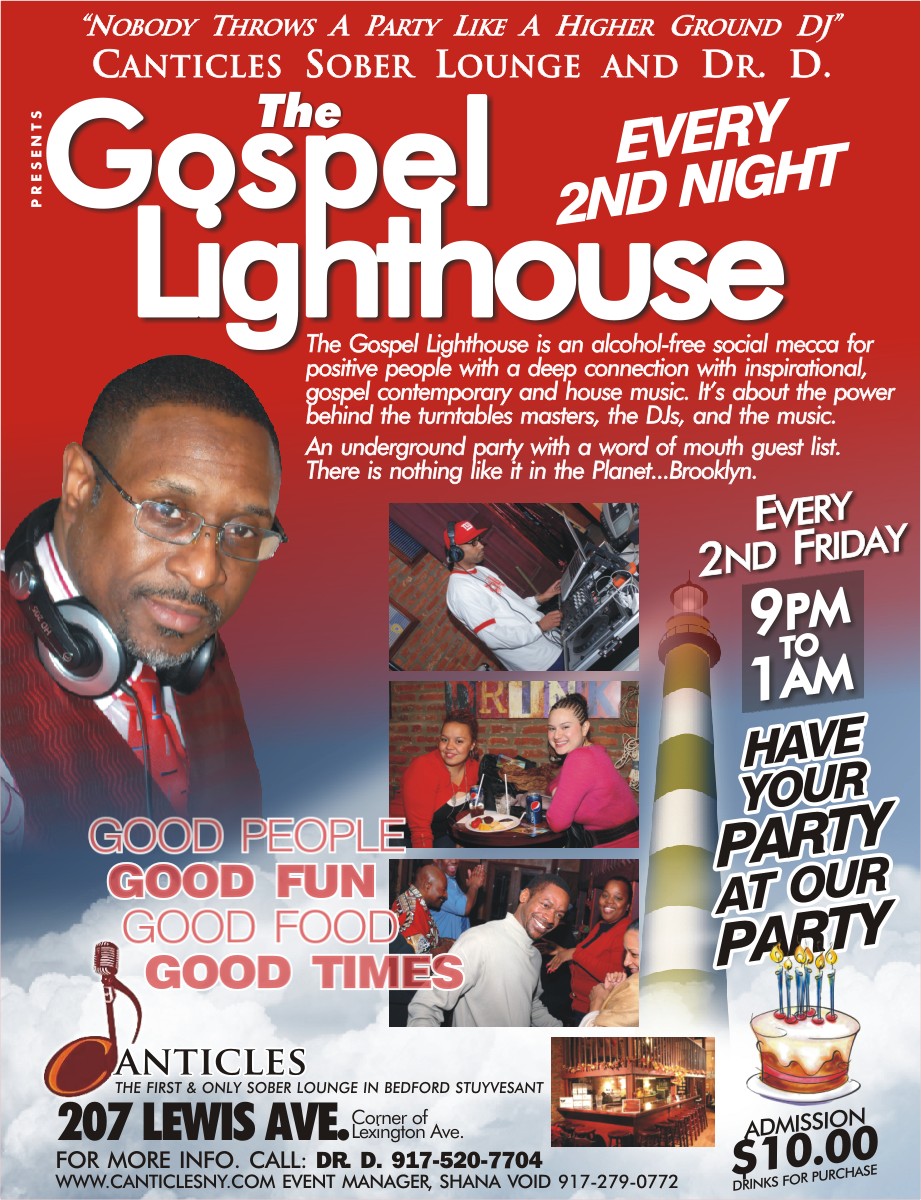 “Nobody Throws A Party Like A Higher Ground DJ”
Canticles Sober Lounge and Dr. D.
PRESENTS
The
Gospel
Lighthouse
EVERY
2ND NIGHT
The Gospel Lighthouse is an alcohol-free social mecca for
positive people with a deep connection with inspirational,
gospel contemporary and house music. It’s about the power
behind the turntables masters, the DJs, and the music.
An underground party with a word of mouth guest list.
There is nothing like it in the Planet...Brooklyn.
Every
2nd Friday
9PM
TO
1AM
DRINK
HAVE
YOUR
PARTY
AT OUR
PARTY
GOOD PEOPLE
GOOD FUN
GOOD FOOD
GOOD TIMES
CANTICLES
THE FIRST & ONLY SOBER LOUNGE IN BEDFORD STUYVESANT
207 LEWIS AVE. Corner of
Lexington Ave.
FOR MORE INFO. CALL: DR. D. 917-520-7704
WWW.CANTICLESNY.COM EVENT MANAGER, SHANA VOID 917-279-0772
ADMISSION
$10.00
DRINKS FOR PURCHASE